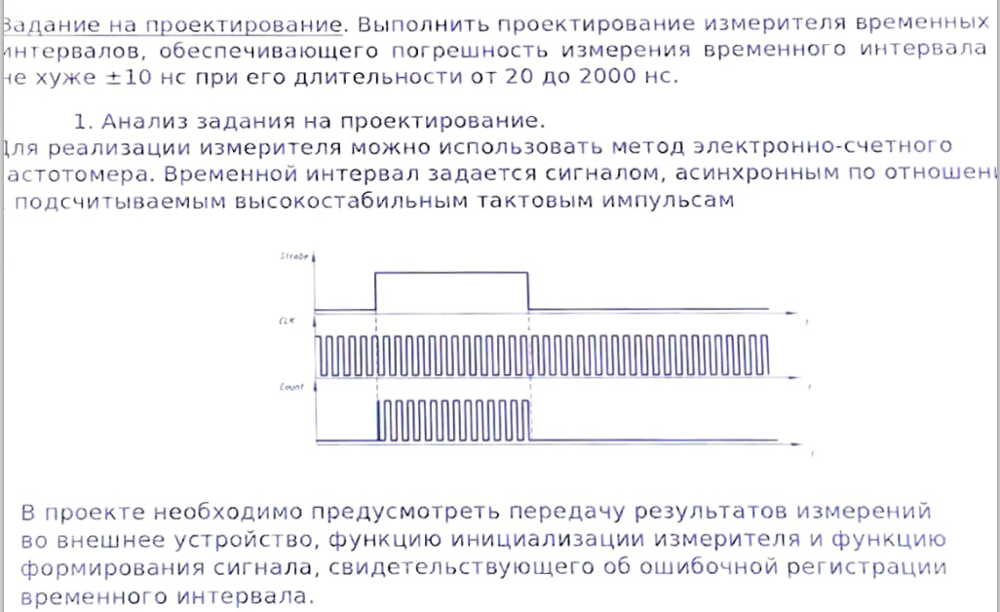 Задание на проектирование. Выполнить проектирование измерителя временных
интервалов, обеспечивающего погрешность измерения временного интервала
не хуже ±10 нс при его длительности от 20 до 2000 нс.
1. Анализ задания на проектирование.
Для реализации измерителя можно использовать метод электронно-счетного
астотомера. Временной интервал задается сигналом, асинхронным по отношени
подсчитываемым высокостабильным тактовым импульсам
Strobe
t
CLK
t
Count
t
В проекте необходимо предусмотреть передачу результатов измерений
во внешнее устройство, функцию инициализации измерителя и функцию
формирования сигнала, свидетельствующего об ошибочной регистрации
временного интервала.